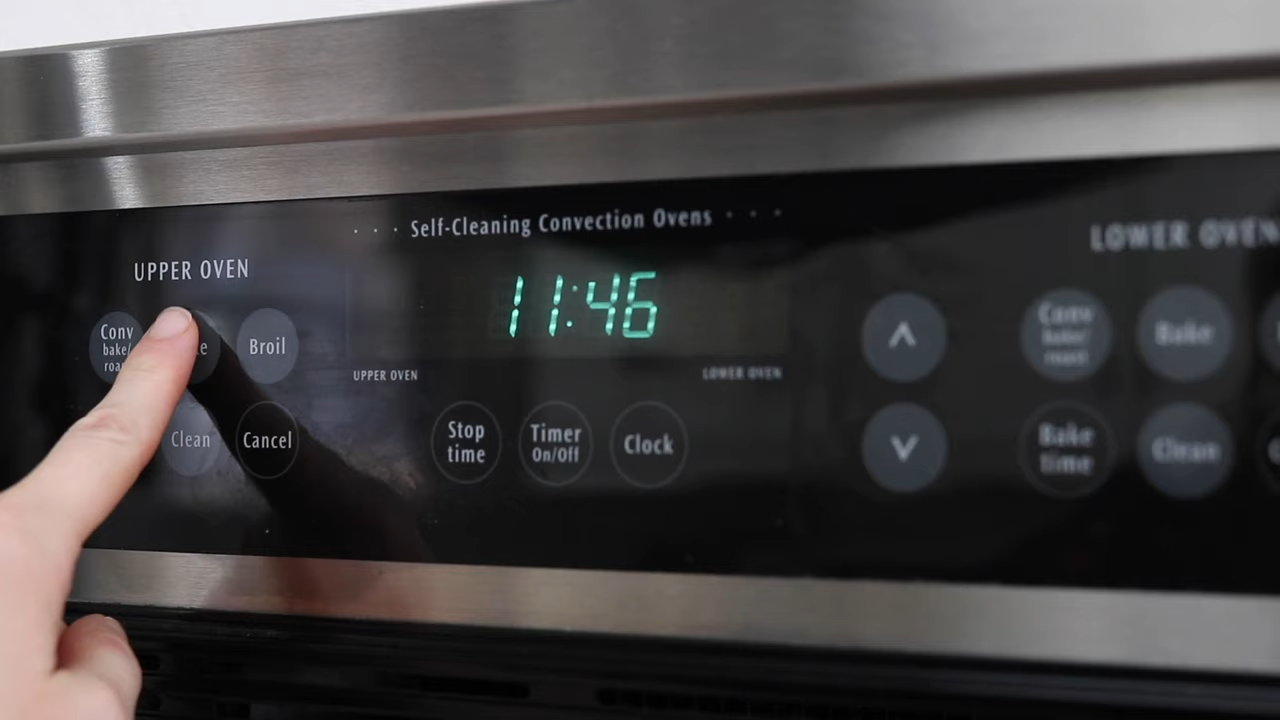 Self-Cleaning Convection Ovens
UPPER OVEN
LOWER OVEN
11:46
Conv
bake/
Broil
UPPER OVEN
LOWER OVEN
Clean
Cancel
Stop
time
Timer
On/Off
Clock
Conv
bake/
roast
Bake
Bake
time
Clean